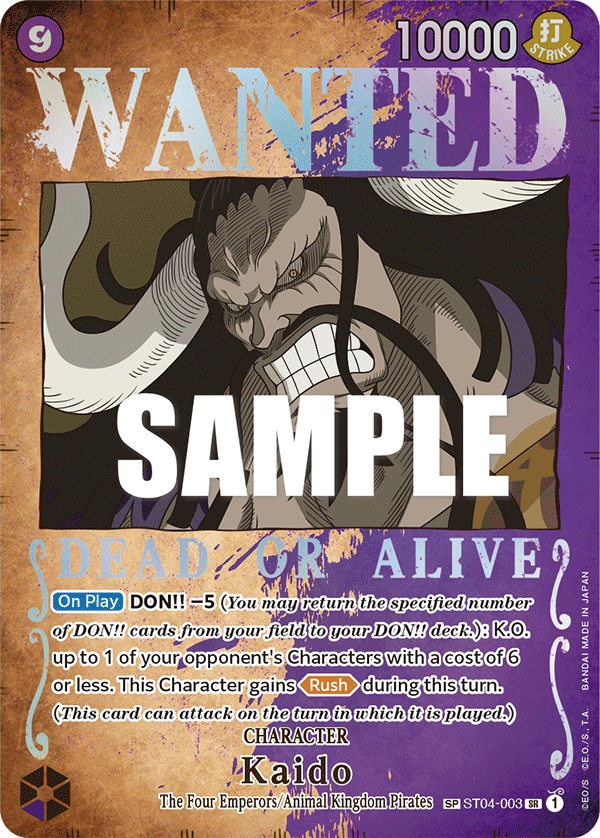 9
10000
打
STRIKE
WANTED
SAMPLE
DEAD OR ALIVE
On Play DON!! −5 (You may return the specified number
of DON!! cards from your field to your DON!! deck.): K.O.
up to 1 of your opponent's Characters with a cost of 6
or less. This Character gains Rush during this turn.
(This card can attack on the turn in which it is played.)
CHARACTER
Kaido
The Four Emperors/Animal Kingdom Pirates SP ST04-003 SR 1
©EO/S ©E.O./S., T.A. BANDAI MADE IN JAPAN